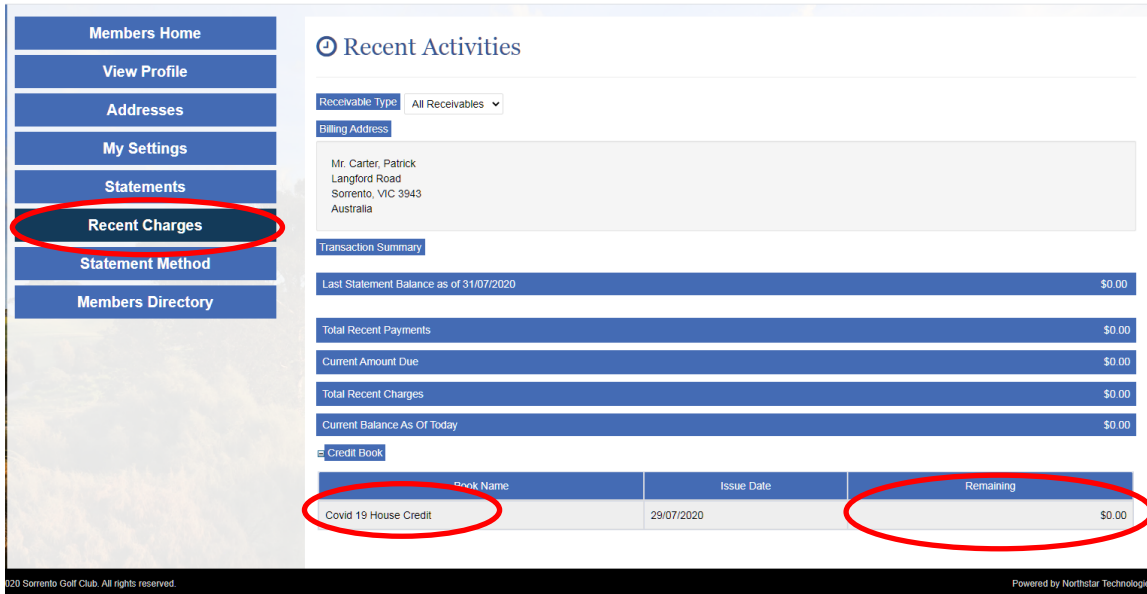 Members Home
View Profile
Addresses
My Settings
Statements
Recent Charges
Statement Method
Members Directory
Recent Activities
Receivable Type All Receivables
Billing Address
Mr. Carter, Patrick
Langford Road
Sorrento, VIC 3943
Australia
Transaction Summary
Last Statement Balance as of 31/07/2020 $0.00
Total Recent Payments $0.00
Current Amount Due $0.00
Total Recent Charges $0.00
Current Balance As Of Today $0.00
Credit Book
Book Name Issue Date Remaining
Covid 19 House Credit 29/07/2020 $0.00
020 Sorrento Golf Club. All rights reserved. Powered by Northstar Technologie